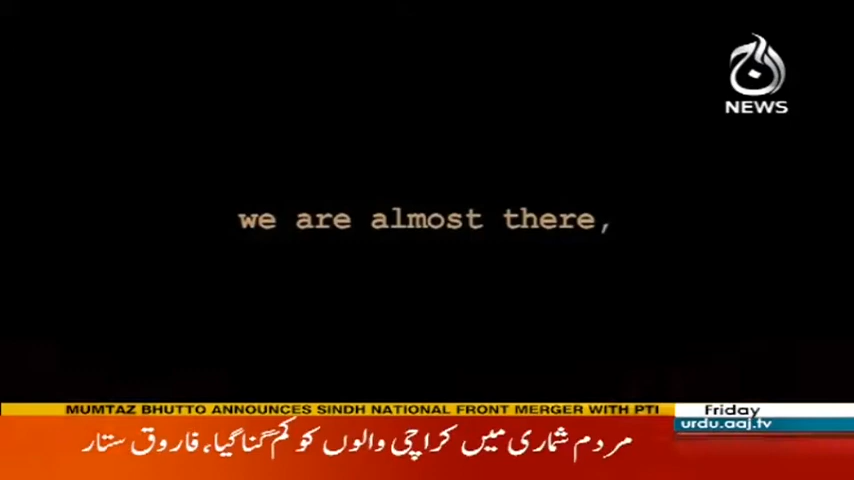 آج
NEWS
we are almost there,
MUMTAZ BHUTTO ANNOUNCES SINDH NATIONAL FRONT MERGER WITH PTI
Friday
urdu.aaj.tv
مردم شماری میں کراچی والوں کو کم گنا گیا، فاروق ستار